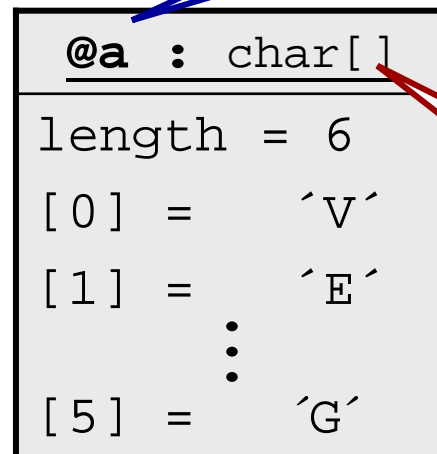 @a : char[]
length = 6
[0] = ´V´
[1] = ´E´
⋮
[5] = ´G´